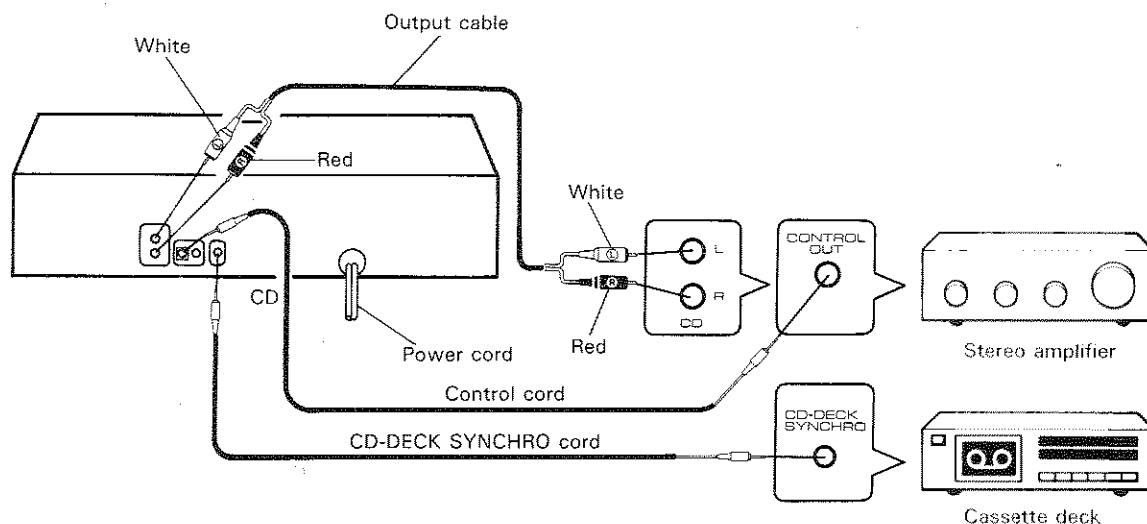 Output cable
White
Red
White
L
R
CD
Red
CONTROL
OUT
Stereo amplifier
CD
Power cord
Control cord
CD-DECK SYNCHRO cord
CD-DECK
SYNCHRO
Cassette deck
L
R
L
R